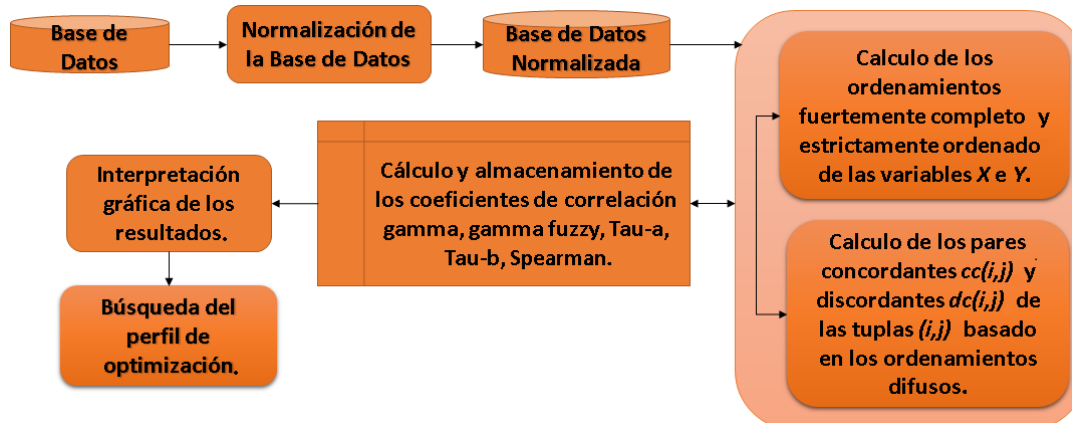 Base de
Datos
Normalización de
la Base de Datos
Base de Datos
Normalizada
Calculo de los
ordenamientos
fuertemente completo y
estrictamente ordenado
de las variables X e Y.
Cálculo y almacenamiento de
los coeficientes de correlación
gamma, gamma fuzzy, Tau-a,
Tau-b, Spearman.
Interpretación
gráfica de los
resultados.
Calculo de los pares
concordantes cc(i,j) y
discordantes dc(i,j) de
las tuplas (i,j) basado
en los ordenamientos
difusos.
Búsqueda del
perfil de
optimización.